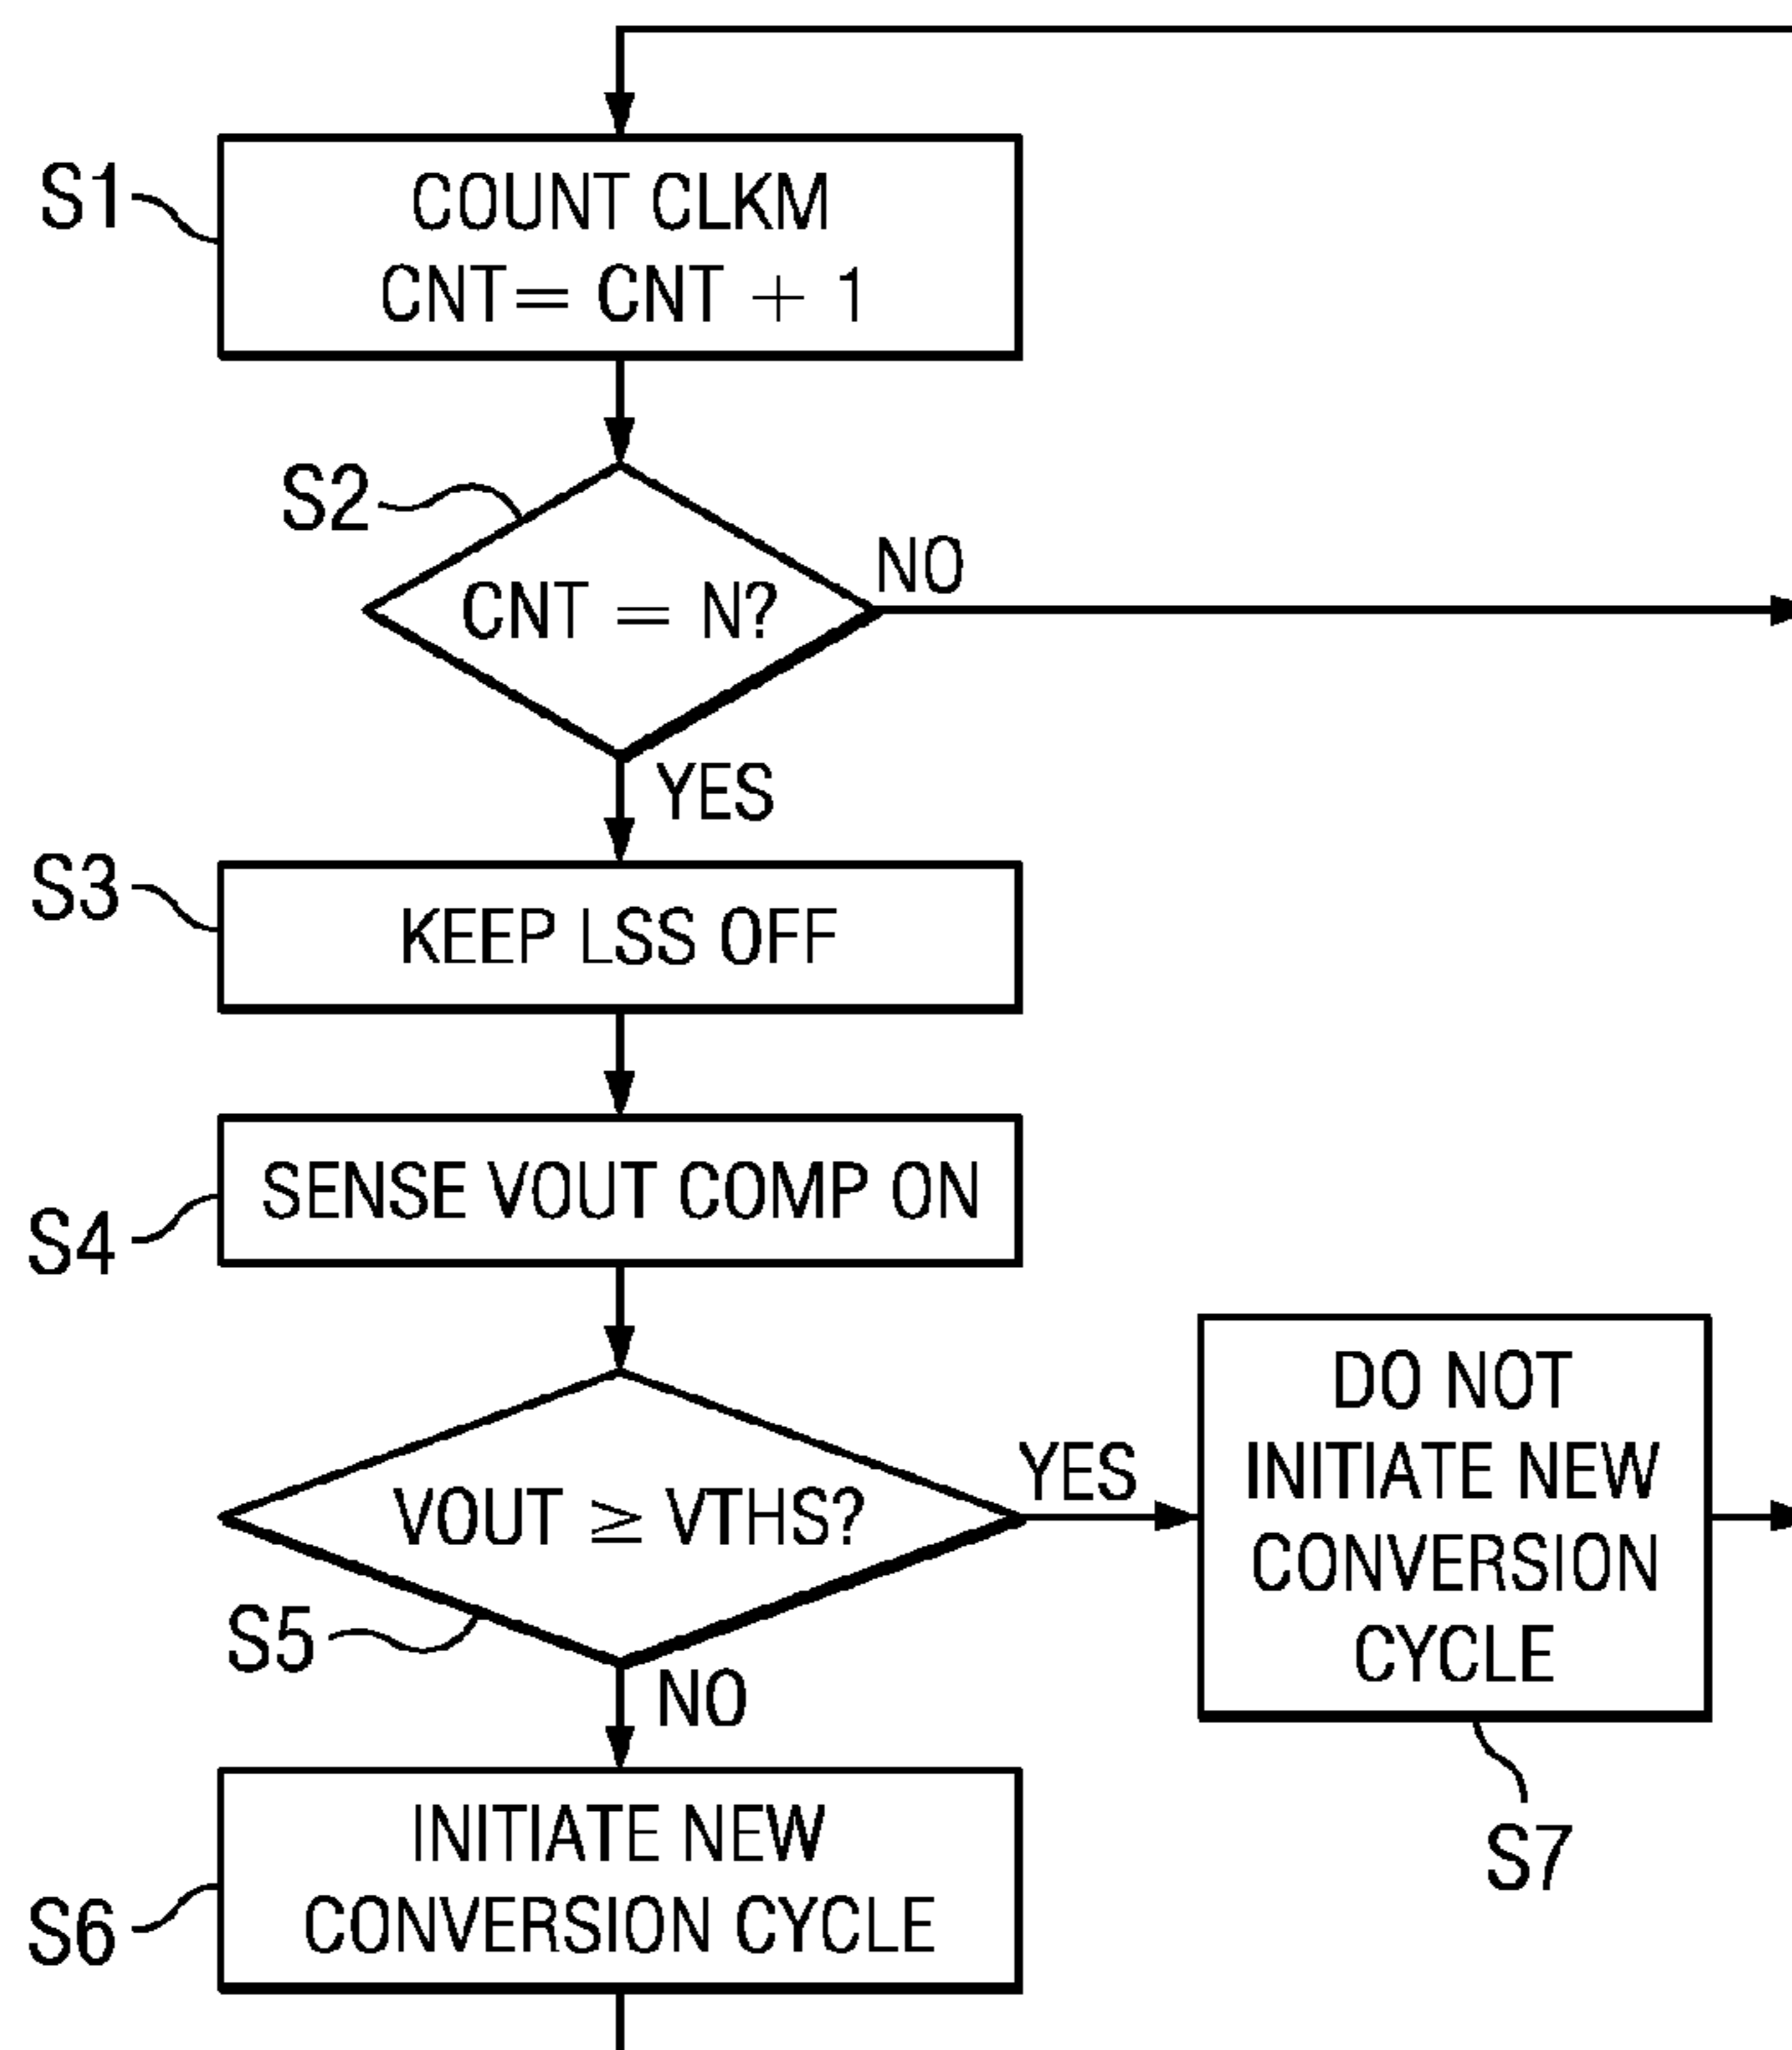 S1
COUNT CLKM
CNT= CNT + 1
S2
CNT = N?
NO
YES
S3
KEEP LSS OFF
S4
SENSE VOUT COMP ON
VOUT ≥ VTHS?
YES
S5
NO
DO NOT
INITIATE NEW
CONVERSION
CYCLE
S7
S6
INITIATE NEW
CONVERSION CYCLE